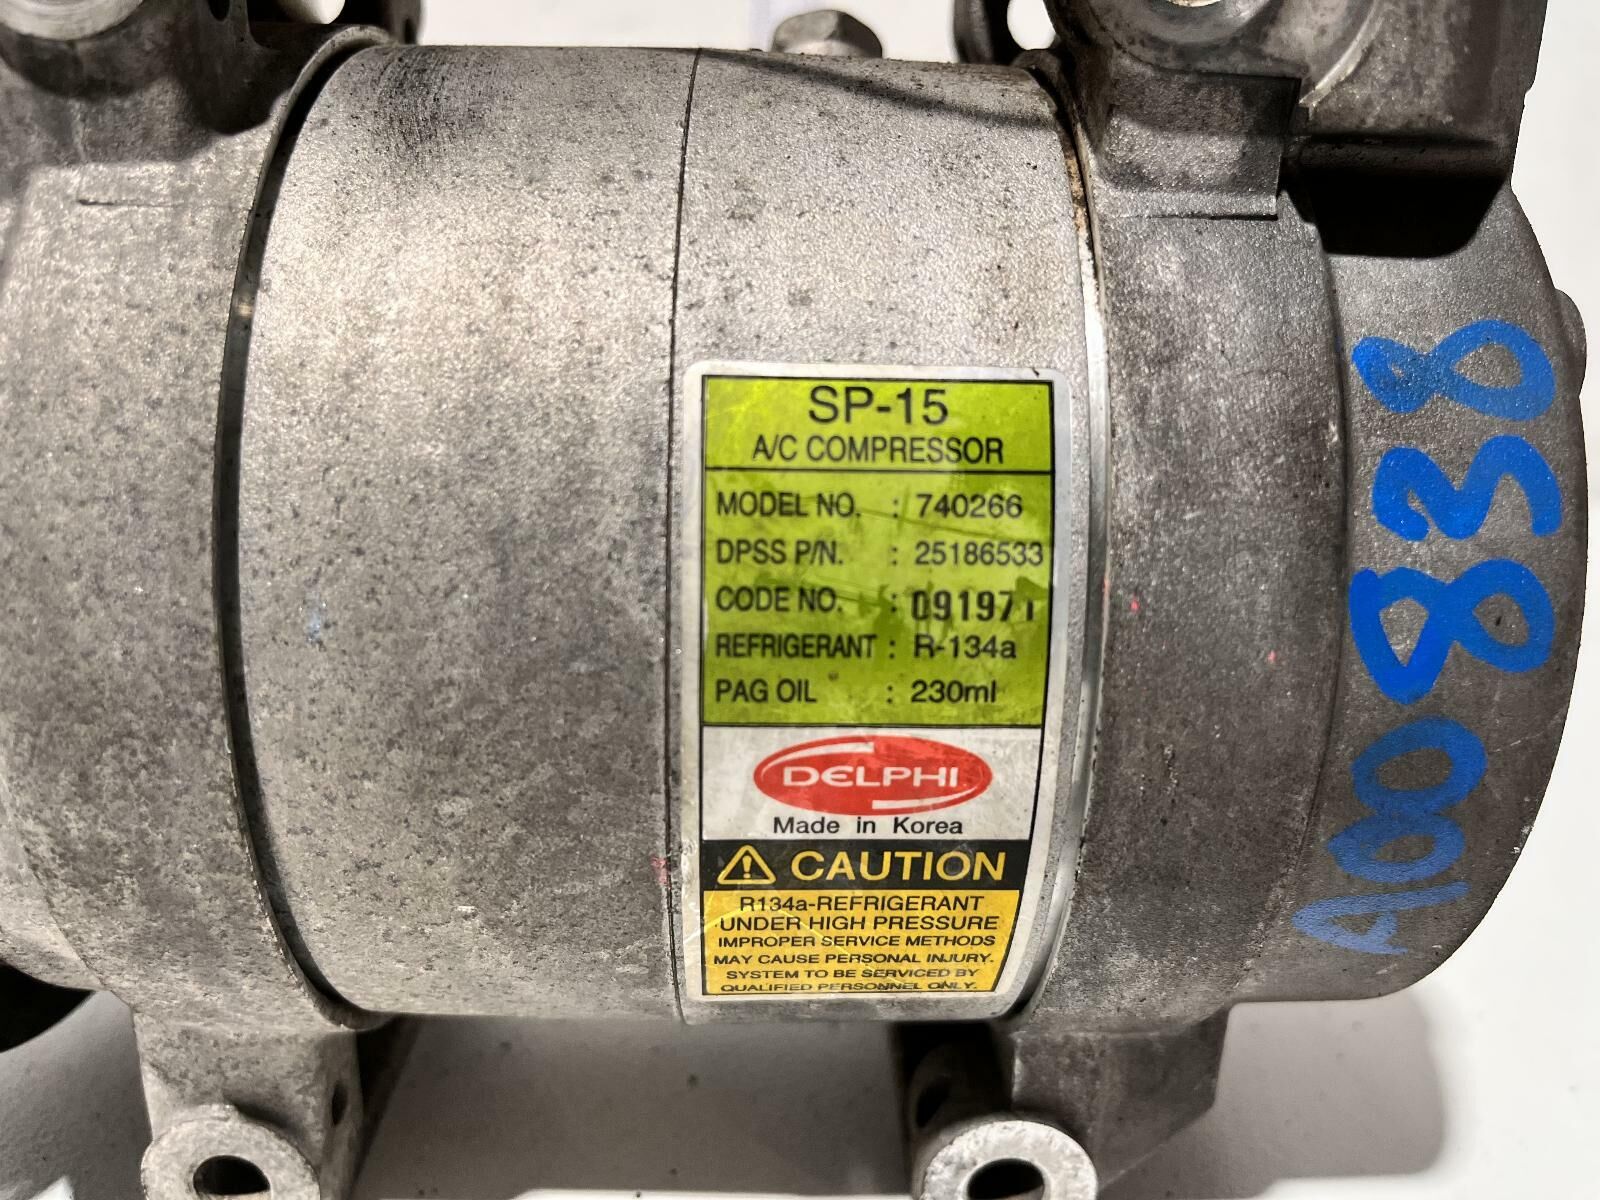 SP-15
A/C COMPRESSOR
MODEL NO. : 740266
DPSS P/N. : 25186533
CODE NO. : 091971
REFRIGERANT : R-134a
PAG OIL : 230ml
DELPHI
Made in Korea
CAUTION
R134a-REFRIGERANT
UNDER HIGH PRESSURE
IMPROPER SERVICE METHODS
MAY CAUSE PERSONAL INJURY.
SYSTEM TO BE SERVICED BY
QUALIFIED PERSONNEL ONLY.
A00838